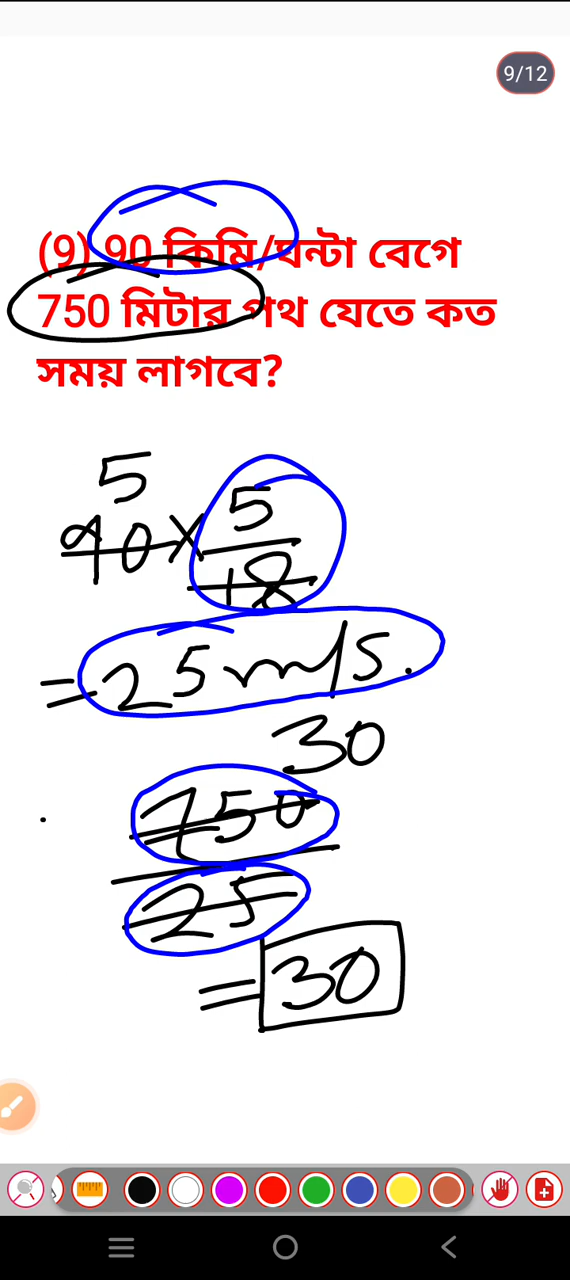 9/12
(9) 90 কিমি/ঘন্টা বেগে
750 মিটার পথ যেতে কত
সময় লাগবে?
5
90 × 5/18
= 25 m/s.
30
750/25
= 30